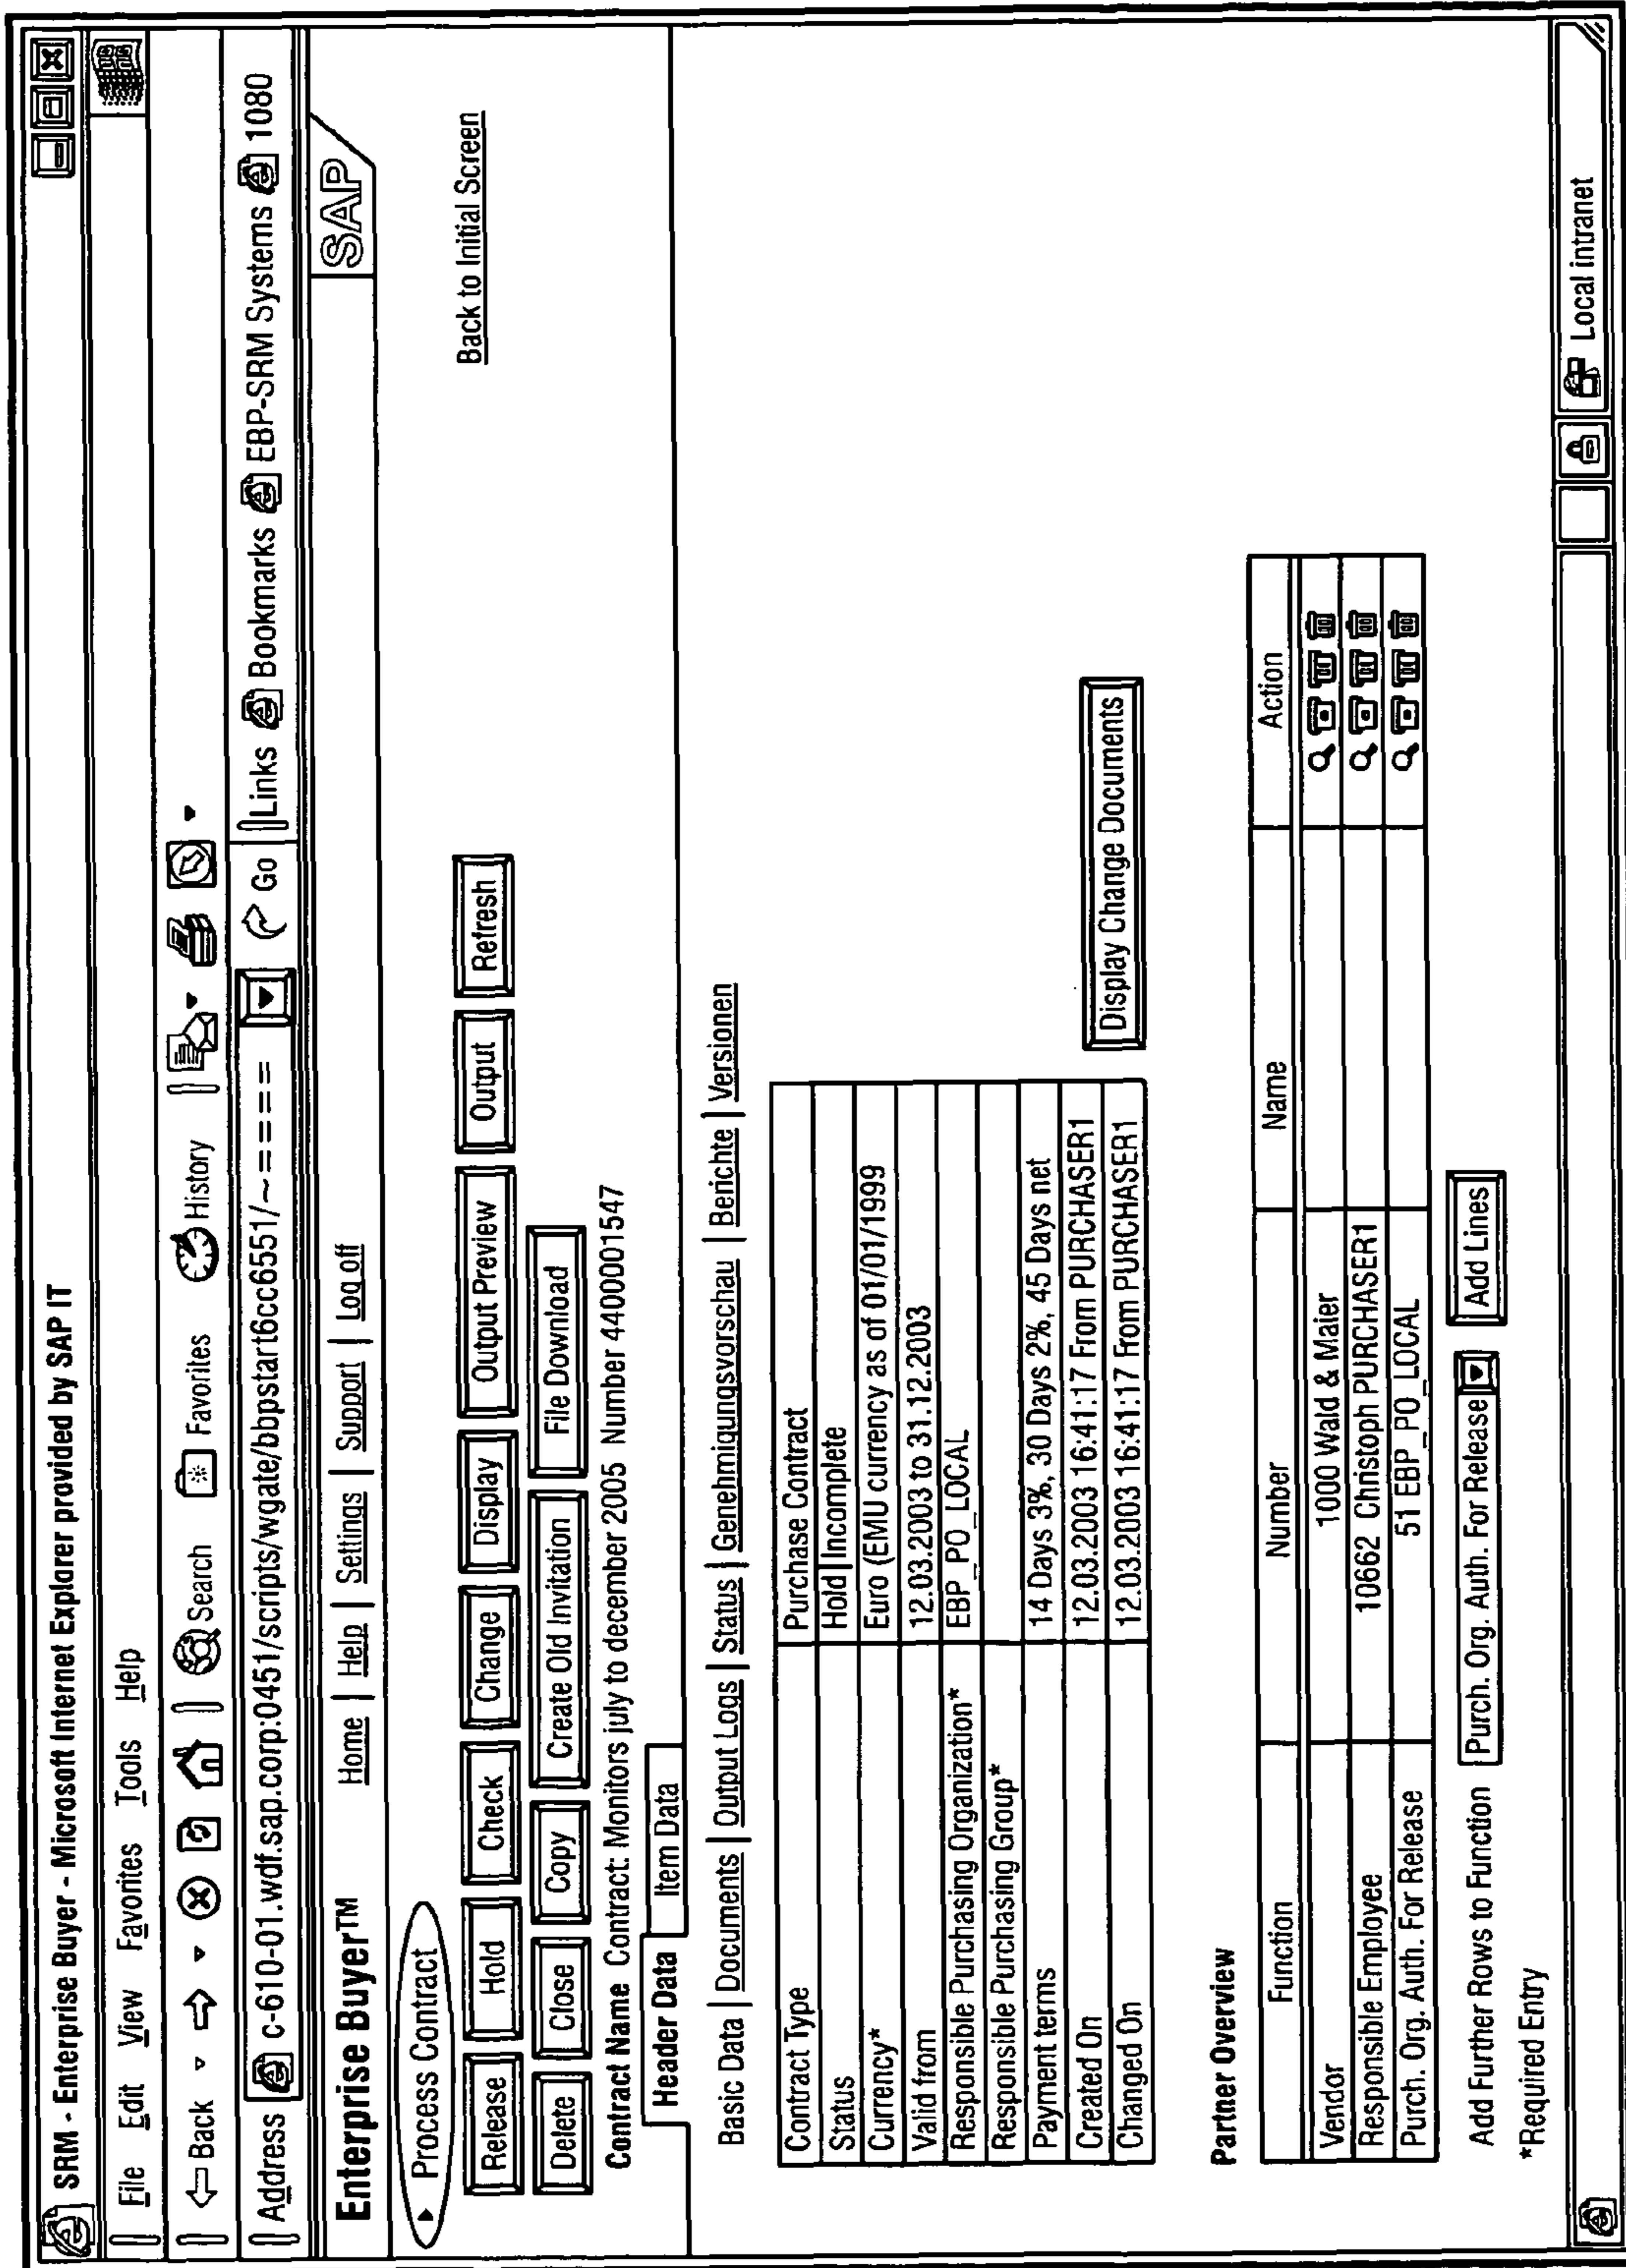 SRM - Enterprise Buyer - Microsoft Internet Explarer provided by SAP IT
File Edit View Favorites Tools Help
Back Search Favorites History
Address c-610-01.wdf.sap.corp:0451/scripts/wgate/bbpstart6cc6551/~===== Go Links Bookmarks EBP-SRM Systems 1080
Enterprise Buyer™ Home | Help | Settings | Support | Log off SAP
Process Contract
Release Hold Check Change Display Output Preview Output Refresh Back to Initial Screen
Delete Close Copy Create Old Invitation File Download
Contract Name Contract: Monitors july to december 2005 Number 4400001547
Header Data Item Data
Basic Data | Documents | Output Logs | Status | Genehmigungsvorschau | Berichte | Versionen
Contract Type Purchase Contract
Status Hold | Incomplete
Currency* Euro (EMU currency as of 01/01/1999
Valid from 12.03.2003 to 31.12.2003
Responsible Purchasing Organization* EBP_PO_LOCAL
Responsible Purchasing Group*
Payment terms 14 Days 3%, 30 Days 2%, 45 Days net
Created On 12.03.2003 16:41:17 From PURCHASER1
Changed On 12.03.2003 16:41:17 From PURCHASER1
Display Change Documents
Partner Overview
Function Number Name Action
Vendor 1000 Wald & Maier
Responsible Employee 10662 Christoph PURCHASER1
Purch. Org. Auth. For Release 51 EBP_PO_LOCAL
Add Further Rows to Function Purch. Org. Auth. For Release Add Lines
*Required Entry
Local intranet